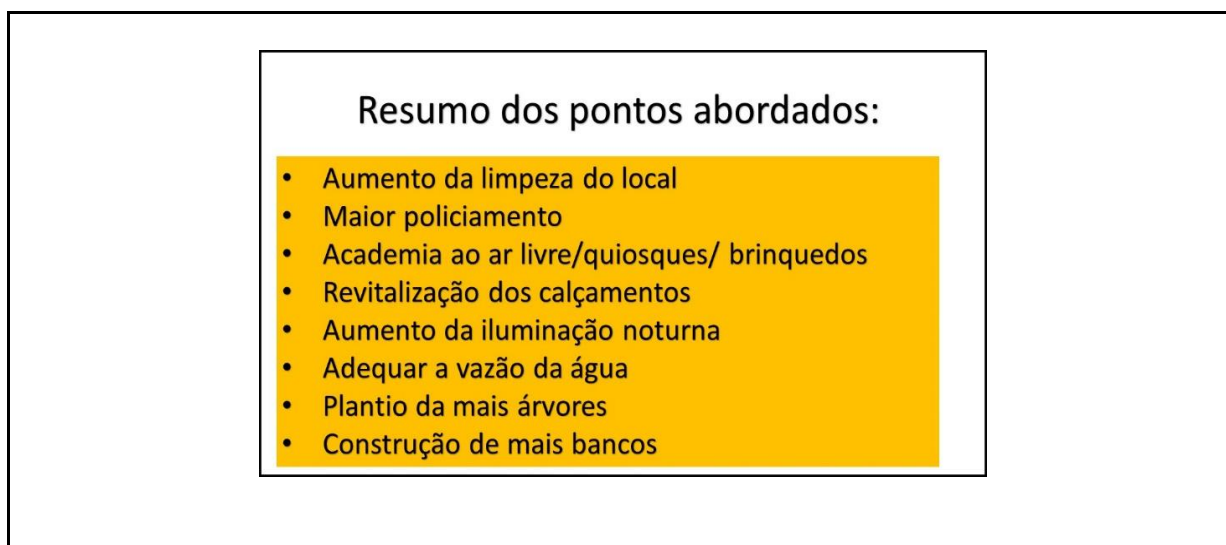 Resumo dos pontos abordados:
• Aumento da limpeza do local
• Maior policiamento
• Academia ao ar livre/quiosques/ brinquedos
• Revitalização dos calçamentos
• Aumento da iluminação noturna
• Adequar a vazão da água
• Plantio da mais árvores
• Construção de mais bancos